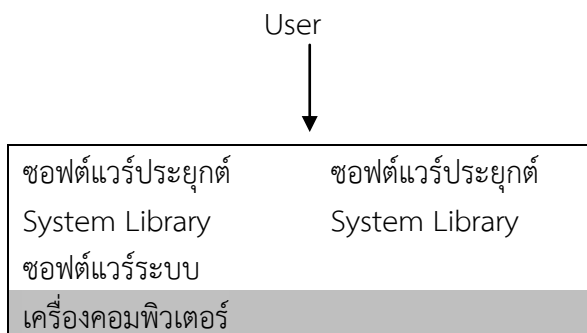 User
ซอฟต์แวร์ประยุกต์ ซอฟต์แวร์ประยุกต์
System Library System Library
ซอฟต์แวร์ระบบ
เครื่องคอมพิวเตอร์